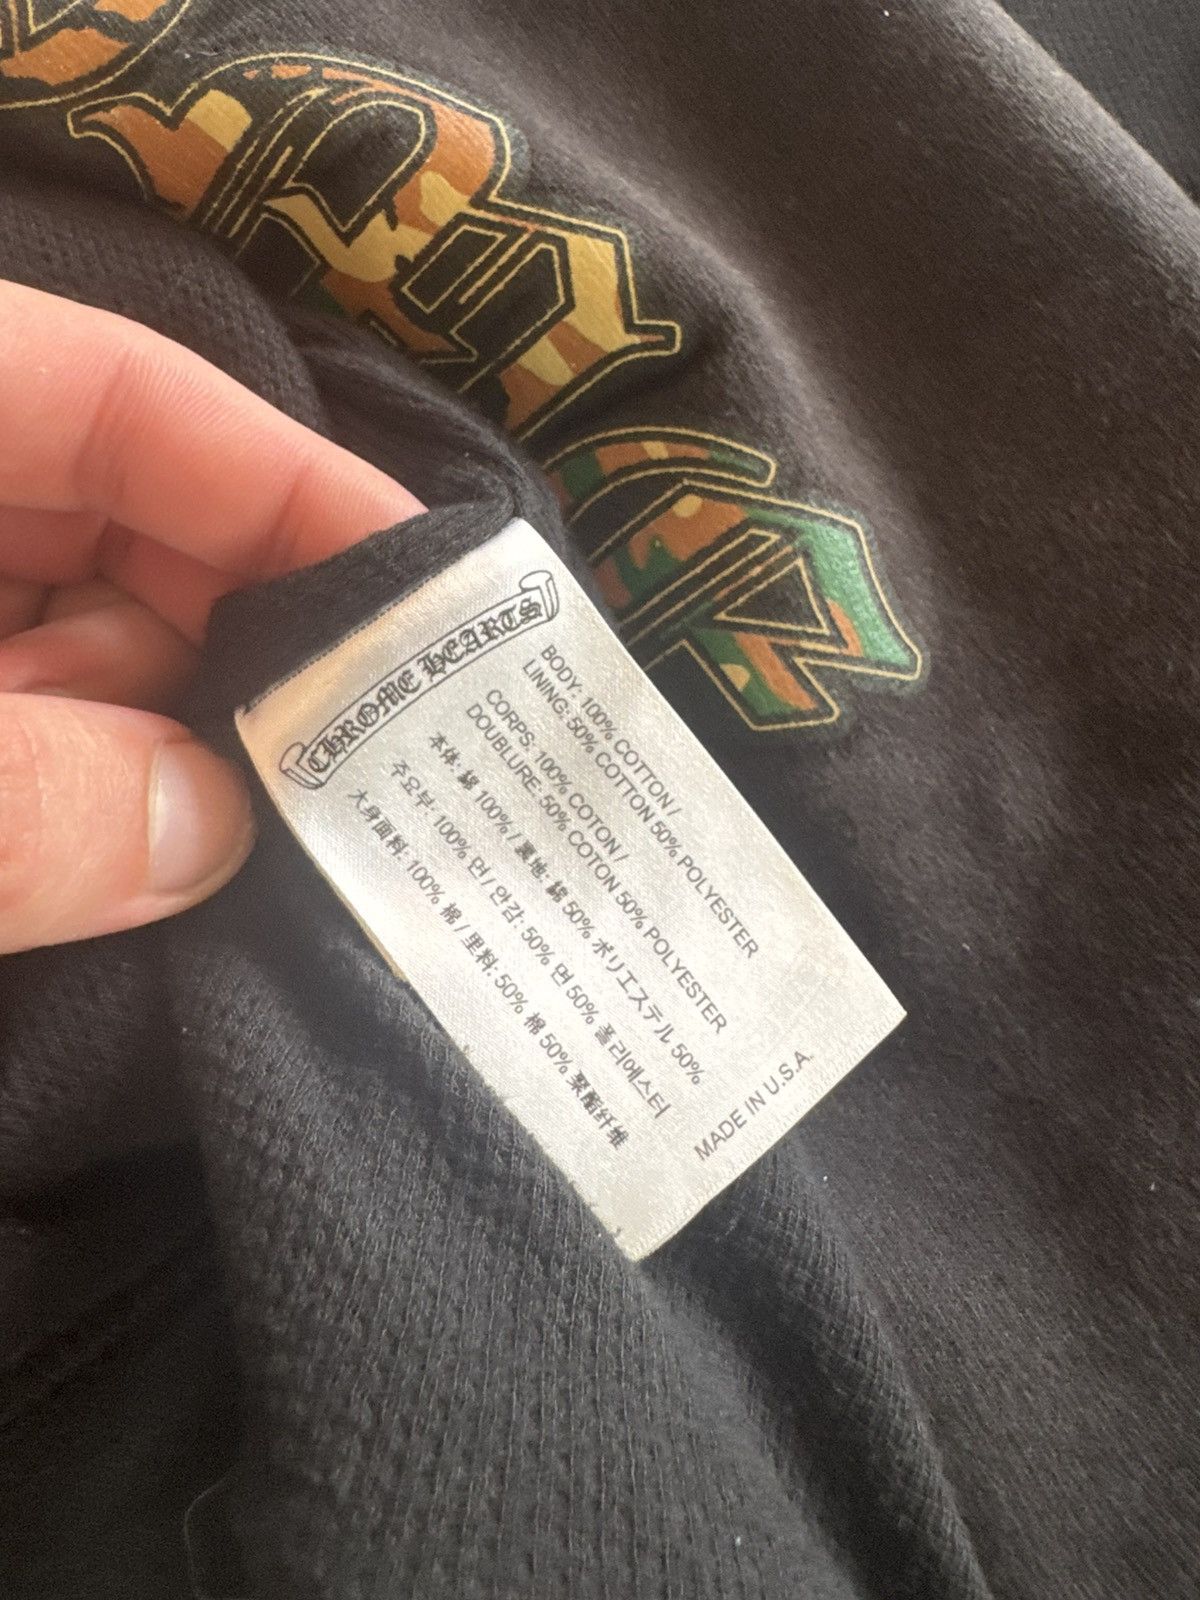 CHROME HEARTS
BODY: 100% COTTON/
LINING: 50% COTTON 50% POLYESTER
CORPS: 100% COTON/
DOUBLURE: 50% COTON 50% POLYESTER
本体: 綿 100% / 裏地: 綿 50% ポリエステル 50%
주요부: 100% 면 / 안감: 50% 면 50% 폴리에스터
大身面料: 100% 棉 / 里料: 50% 棉 50% 聚酯纤维
MADE IN U.S.A.